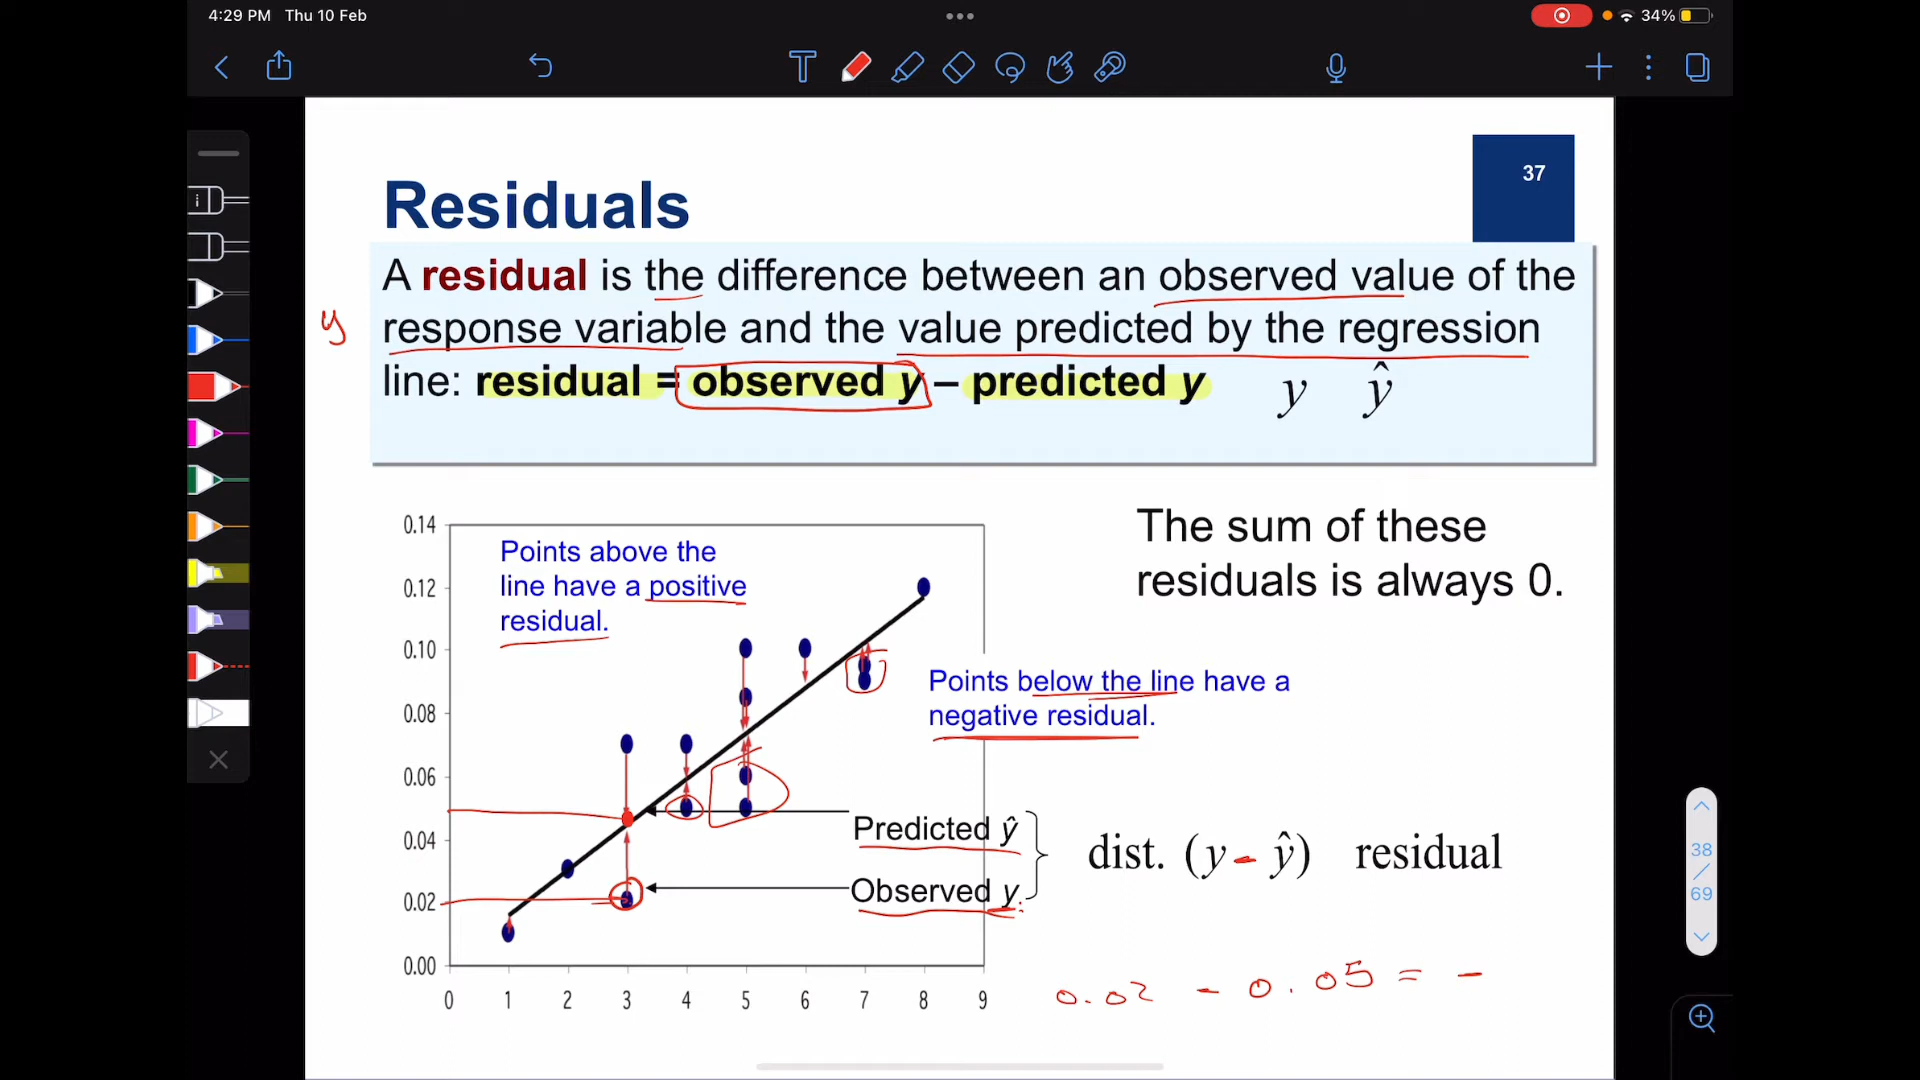 4:29 PM Thu 10 Feb
34%
37
Residuals
A residual is the difference between an observed value of the
response variable and the value predicted by the regression
line: residual = observed y – predicted y
y ŷ
y
The sum of these
residuals is always 0.
Points above the
line have a positive
residual.
Points below the line have a
negative residual.
0.14
0.12
0.10
0.08
0.06
0.04
0.02
0.00
0 1 2 3 4 5 6 7 8 9
Predicted ŷ
Observed y
dist. (y - ŷ) residual
0.02 - 0.05 = -
38
/
69